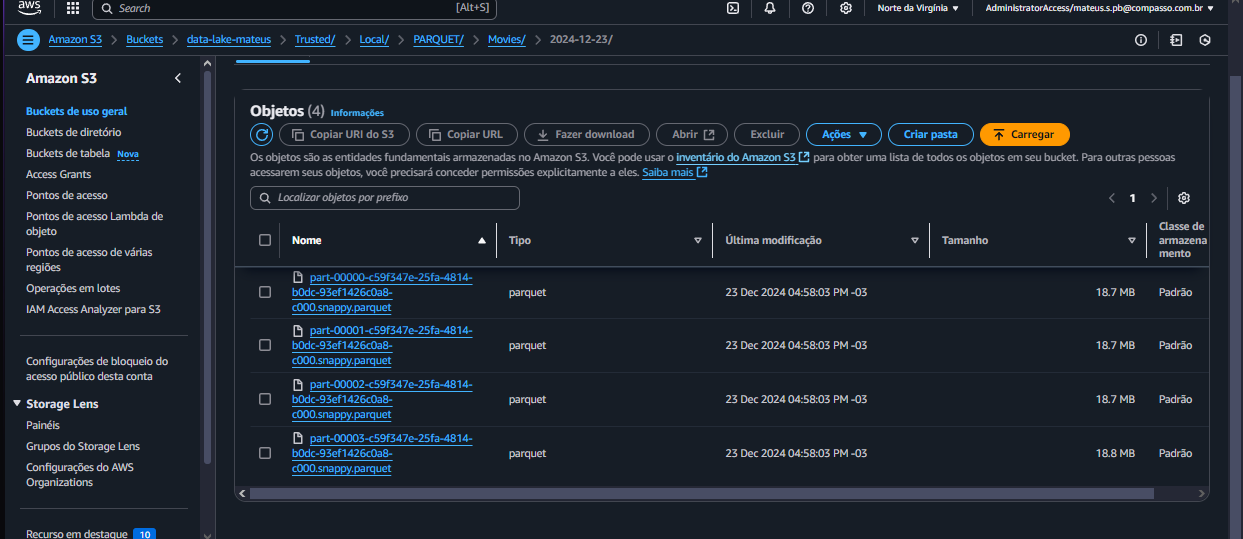 aws
Search
[Alt+S]
Norte da Virgínia ▼
AdministratorAccess/mateus.s.pb@compasso.com.br ▼
Amazon S3 > Buckets > data-lake-mateus > Trusted/ > Local/ > PARQUET/ > Movies/ > 2024-12-23/
Amazon S3
Buckets de uso geral
Buckets de diretório
Buckets de tabela Nova
Access Grants
Pontos de acesso
Pontos de acesso Lambda de
objeto
Pontos de acesso de várias
regiões
Operações em lotes
IAM Access Analyzer para S3
Configurações de bloqueio do
acesso público desta conta
▼ Storage Lens
Painéis
Grupos do Storage Lens
Configurações do AWS
Organizations
Recurso em destaque 10
Objetos (4) Informações
Copiar URI do S3
Copiar URL
Fazer download
Abrir
Excluir
Ações ▼
Criar pasta
Carregar
Os objetos são as entidades fundamentais armazenadas no Amazon S3. Você pode usar o inventário do Amazon S3 para obter uma lista de todos os objetos em seu bucket. Para outras pessoas
acessarem seus objetos, você precisará conceder permissões explicitamente a eles. Saiba mais
Localizar objetos por prefixo
< 1 >
Nome
Tipo
Última modificação
Tamanho
Classe de
armazena
mento
part-00000-c59f347e-25fa-4814-
b0dc-93ef1426c0a8-
c000.snappy.parquet
parquet
23 Dec 2024 04:58:03 PM -03
18.7 MB
Padrão
part-00001-c59f347e-25fa-4814-
b0dc-93ef1426c0a8-
c000.snappy.parquet
parquet
23 Dec 2024 04:58:03 PM -03
18.7 MB
Padrão
part-00002-c59f347e-25fa-4814-
b0dc-93ef1426c0a8-
c000.snappy.parquet
parquet
23 Dec 2024 04:58:03 PM -03
18.7 MB
Padrão
part-00003-c59f347e-25fa-4814-
b0dc-93ef1426c0a8-
c000.snappy.parquet
parquet
23 Dec 2024 04:58:03 PM -03
18.8 MB
Padrão